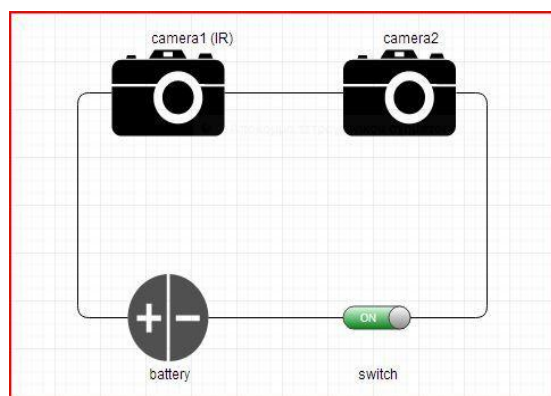 camera1 (IR)
camera2
+ −
ON
battery
switch